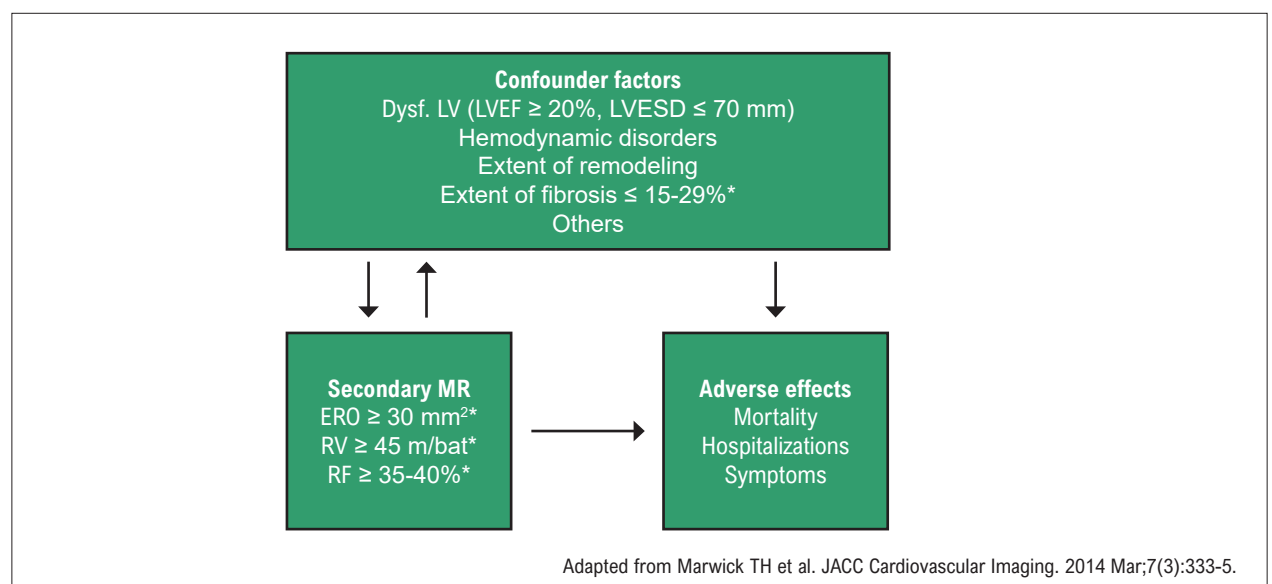 Confounder factors
Dysf. LV (LVEF ≥ 20%, LVESD ≤ 70 mm)
Hemodynamic disorders
Extent of remodeling
Extent of fibrosis ≤ 15-29%*
Others
Secondary MR
ERO ≥ 30 mm²*
RV ≥ 45 m/bat*
RF ≥ 35-40%*
Adverse effects
Mortality
Hospitalizations
Symptoms
Adapted from Marwick TH et al. JACC Cardiovascular Imaging. 2014 Mar;7(3):333-5.